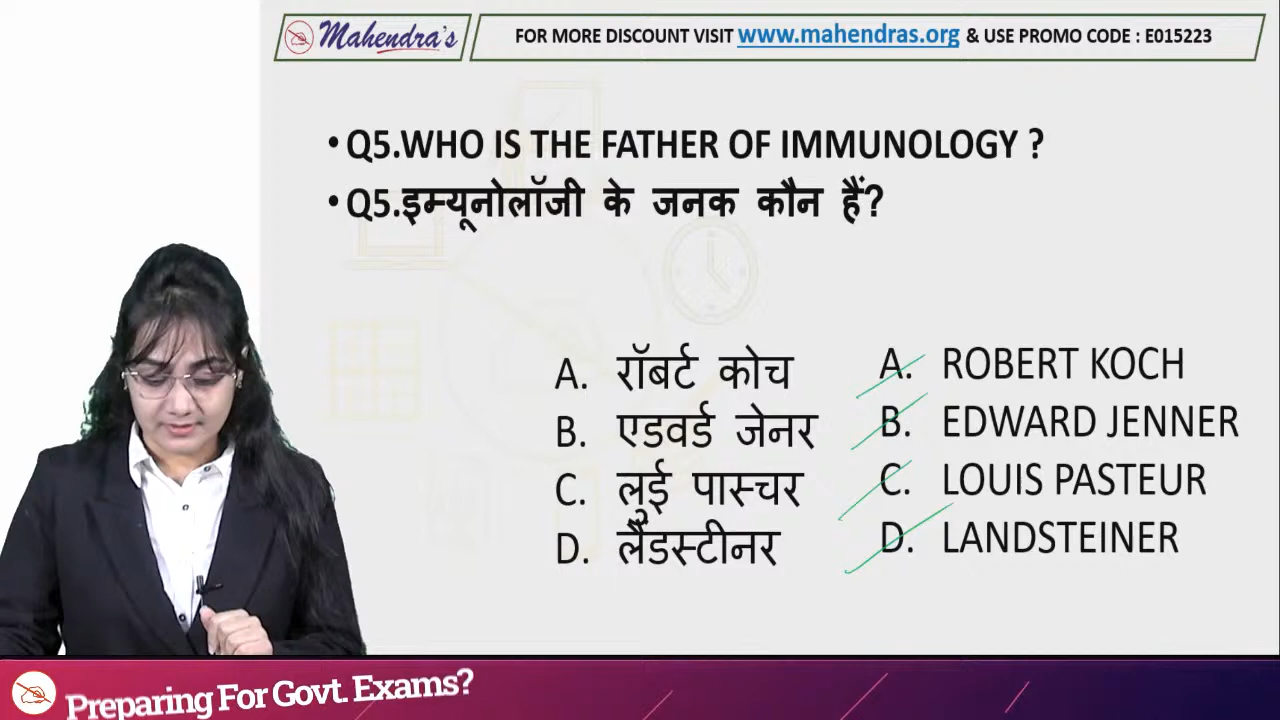 Mahendra's
FOR MORE DISCOUNT VISIT www.mahendras.org & USE PROMO CODE : E015223
• Q5.WHO IS THE FATHER OF IMMUNOLOGY ?
• Q5.इम्यूनोलॉजी के जनक कौन हैं?
A. रॉबर्ट कोच
B. एडवर्ड जेनर
C. लुई पास्चर
D. लैंडस्टीनर
A. ROBERT KOCH
B. EDWARD JENNER
C. LOUIS PASTEUR
D. LANDSTEINER
Preparing For Govt. Exams?